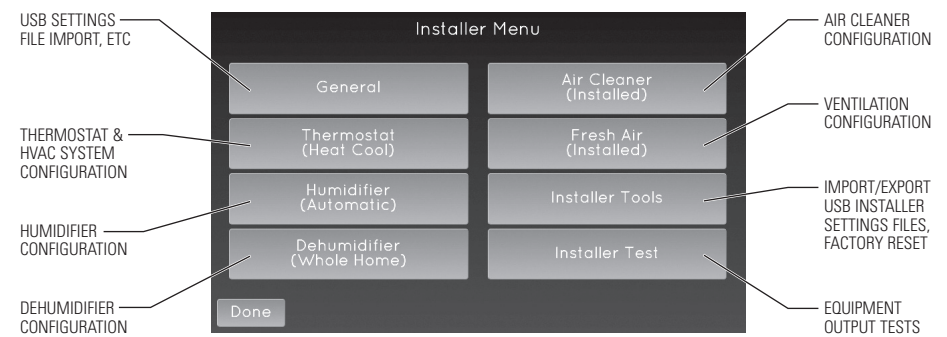 USB SETTINGS
FILE IMPORT, ETC
THERMOSTAT &
HVAC SYSTEM
CONFIGURATION
HUMIDIFIER
CONFIGURATION
DEHUMIDIFIER
CONFIGURATION
Installer Menu
General
Thermostat
(Heat Cool)
Humidifier
(Automatic)
Dehumidifier
(Whole Home)
Air Cleaner
(Installed)
Fresh Air
(Installed)
Installer Tools
Installer Test
Done
AIR CLEANER
CONFIGURATION
VENTILATION
CONFIGURATION
IMPORT/EXPORT
USB INSTALLER
SETTINGS FILES,
FACTORY RESET
EQUIPMENT
OUTPUT TESTS